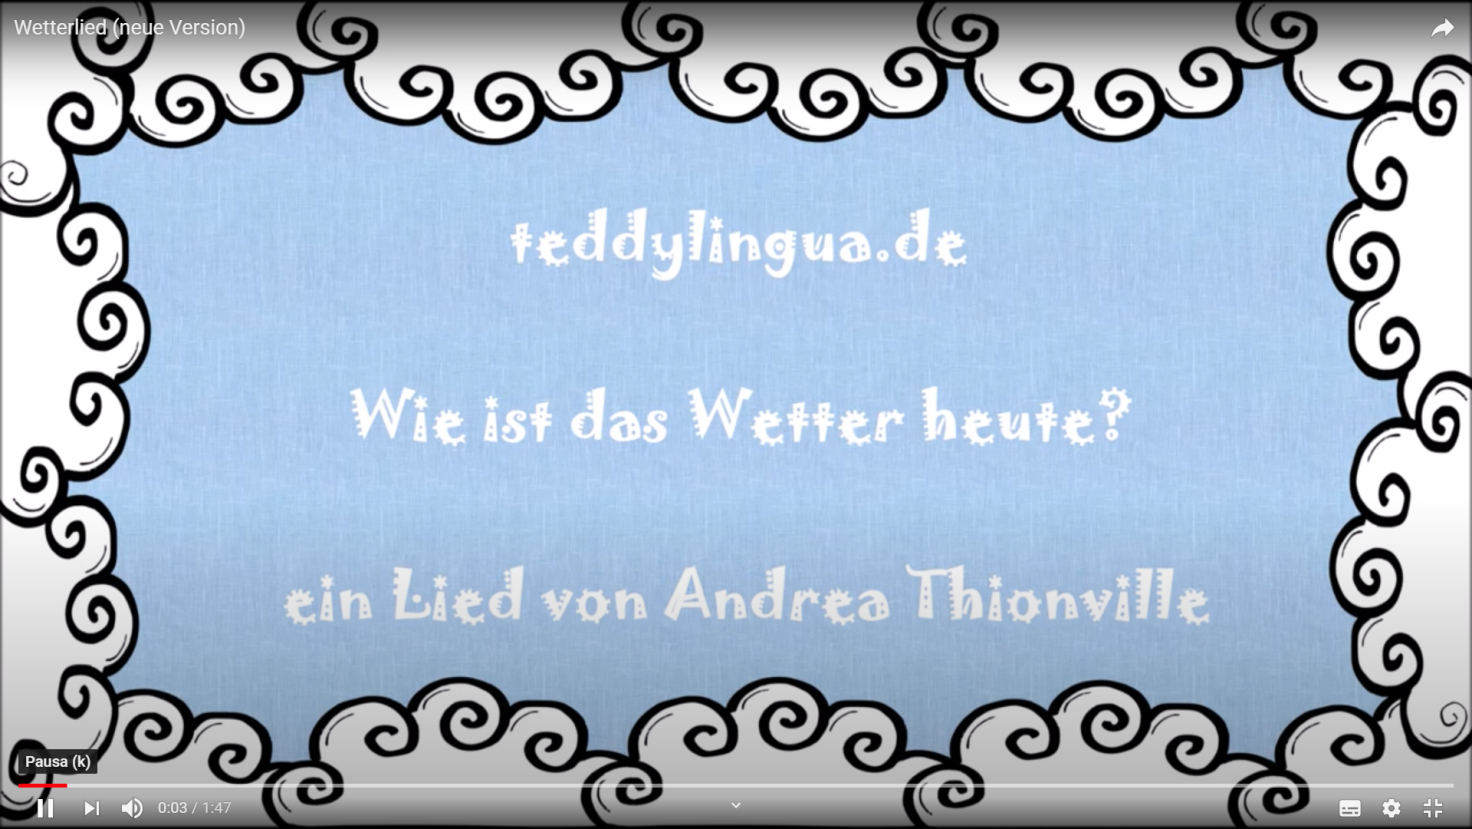 Wetterlied (neue Version)
teddylingua.de
Wie ist das Wetter heute?
ein Lied von Andrea Thionville
Pausa (k)
0:03 / 1:47